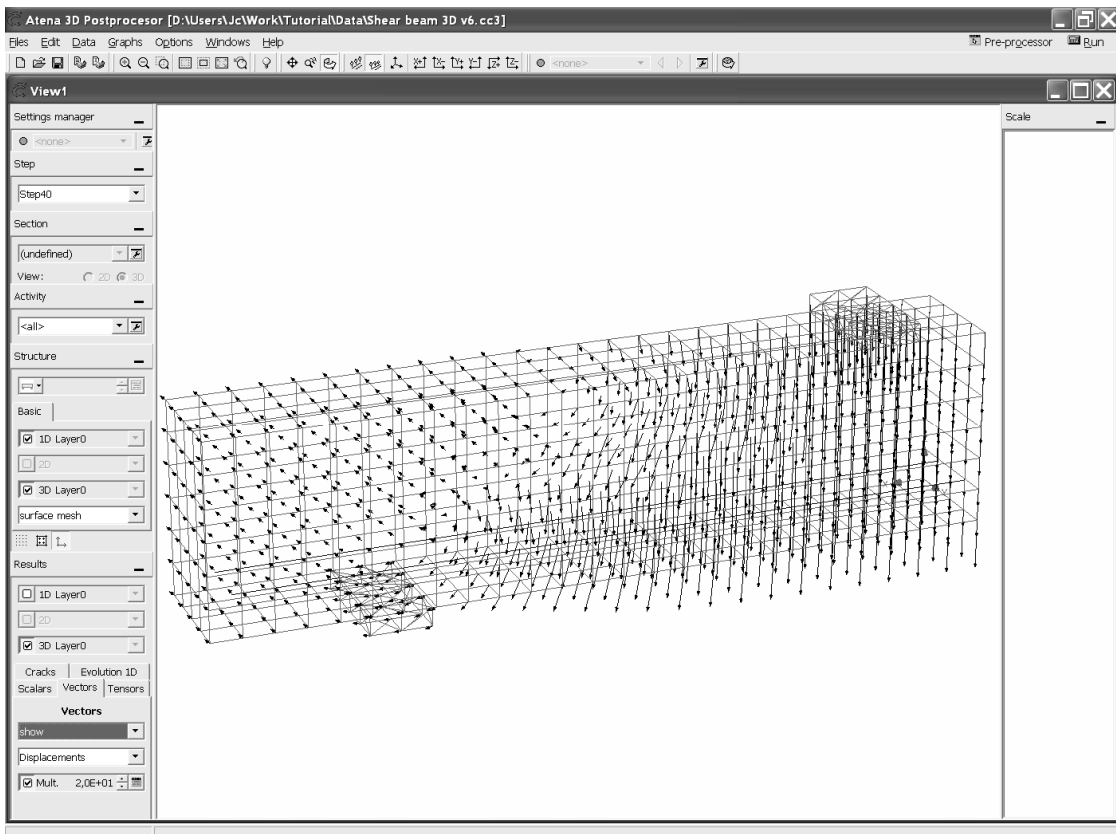 Atena 3D Postprocesor [D:\Users\Jc\Work\Tutorial\Data\Shear beam 3D v6.cc3]
Files Edit Data Graphs Options Windows Help Pre-processor Run
<none>
View1
Settings manager
<none>
Step
Step40
Section
(undefined)
View: 2D 3D
Activity
<all>
Structure
Basic
1D Layer0
2D
3D Layer0
surface mesh
Results
1D Layer0
2D
3D Layer0
Cracks Evolution 1D
Scalars Vectors Tensors
Vectors
show
Displacements
Mult. 2,0E+01
Scale